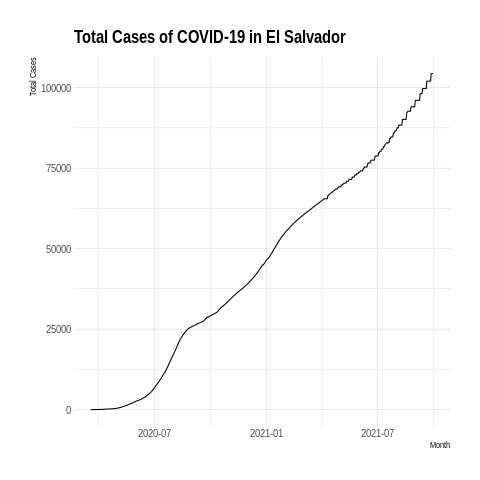 Total Cases of COVID-19 in El Salvador
Total Cases
100000
75000
50000
25000
0
2020-07 2021-01 2021-07
Month